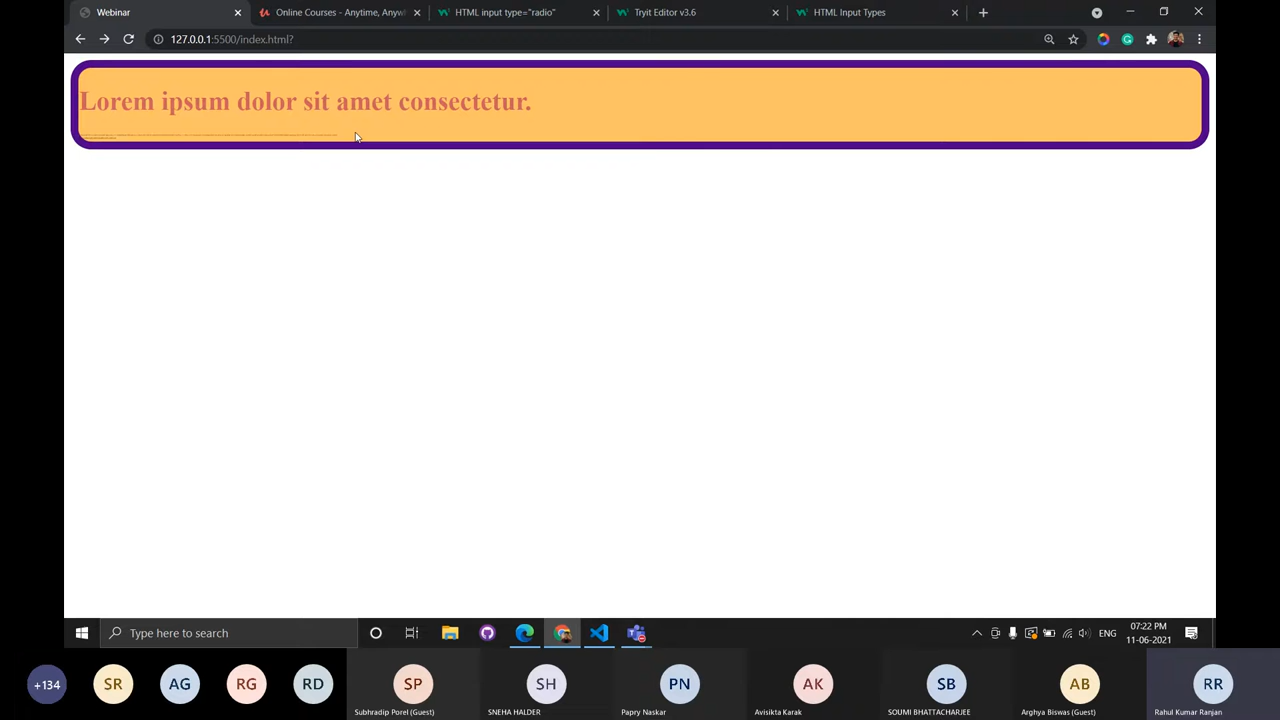 Webinar
Online Courses - Anytime, Anyw
HTML input type="radio"
Tryit Editor v3.6
HTML Input Types
127.0.0.1:5500/index.html?
Lorem ipsum dolor sit amet consectetur.
Type here to search
ENG
07:22 PM
11-06-2021
+134
SR
AG
RG
RD
SP
SH
PN
AK
SB
AB
RR
Subhradip Porel (Guest)
SNEHA HALDER
Papry Naskar
Avisikta Karak
SOUMI BHATTACHARJEE
Arghya Biswas (Guest)
Rahul Kumar Ranjan